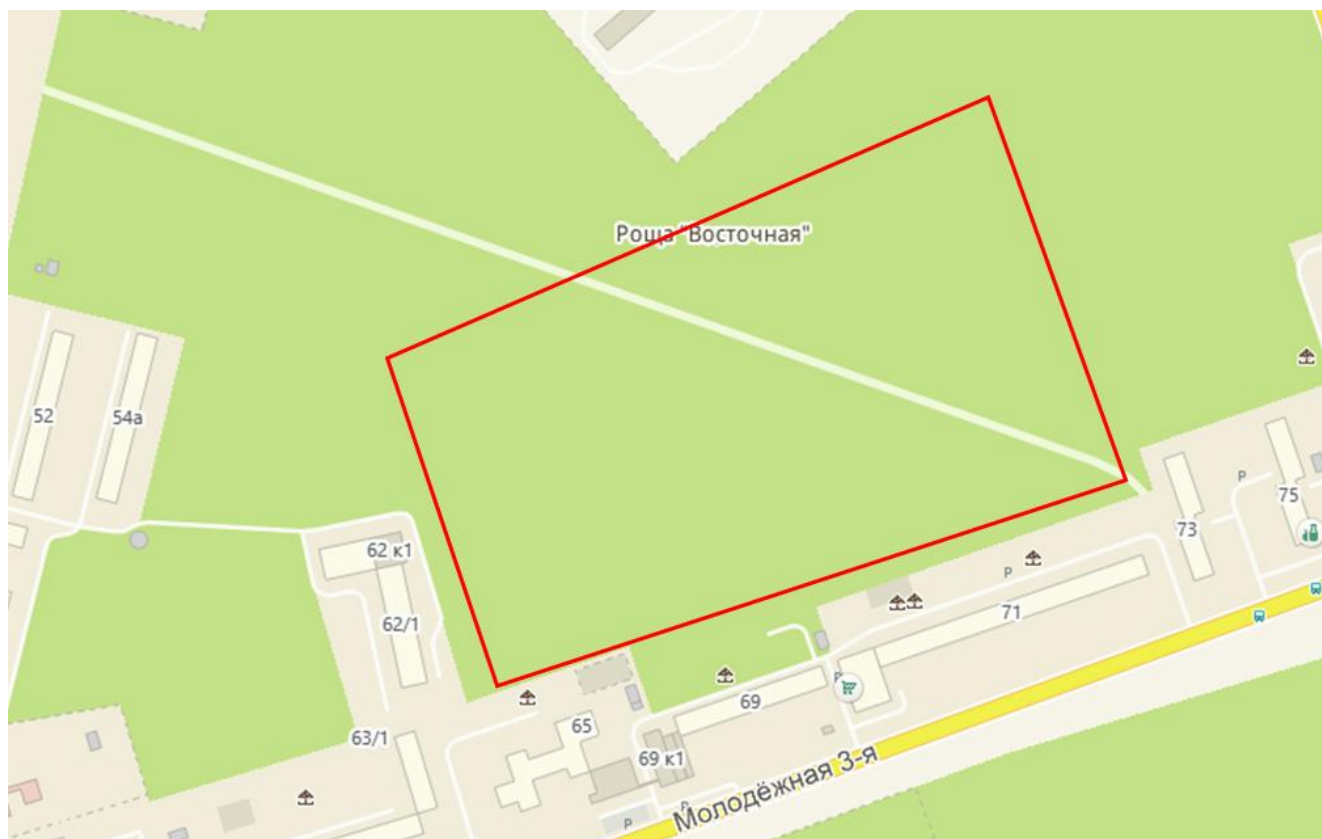 Роща "Восточная"
52
54а
62 к1
62/1
63/1
65
69
69 к1
71
73
75
P
P
P
P
P
Молодёжная 3-я